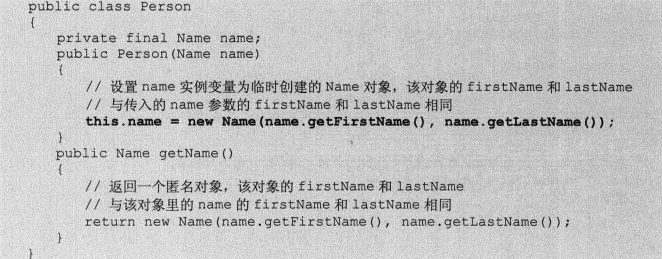 public class Person
{
    private final Name name;
    public Person(Name name)
    {
        // 设置 name 实例变量为临时创建的 Name 对象，该对象的 firstName 和 lastName
        // 与传入的 name 参数的 firstName 和 lastName 相同
        this.name = new Name(name.getFirstName(), name.getLastName());
    }
    public Name getName()
    {
        // 返回一个匿名对象，该对象的 firstName 和 lastName
        // 与该对象里的 name 的 firstName 和 lastName 相同
        return new Name(name.getFirstName(), name.getLastName());
    }
}